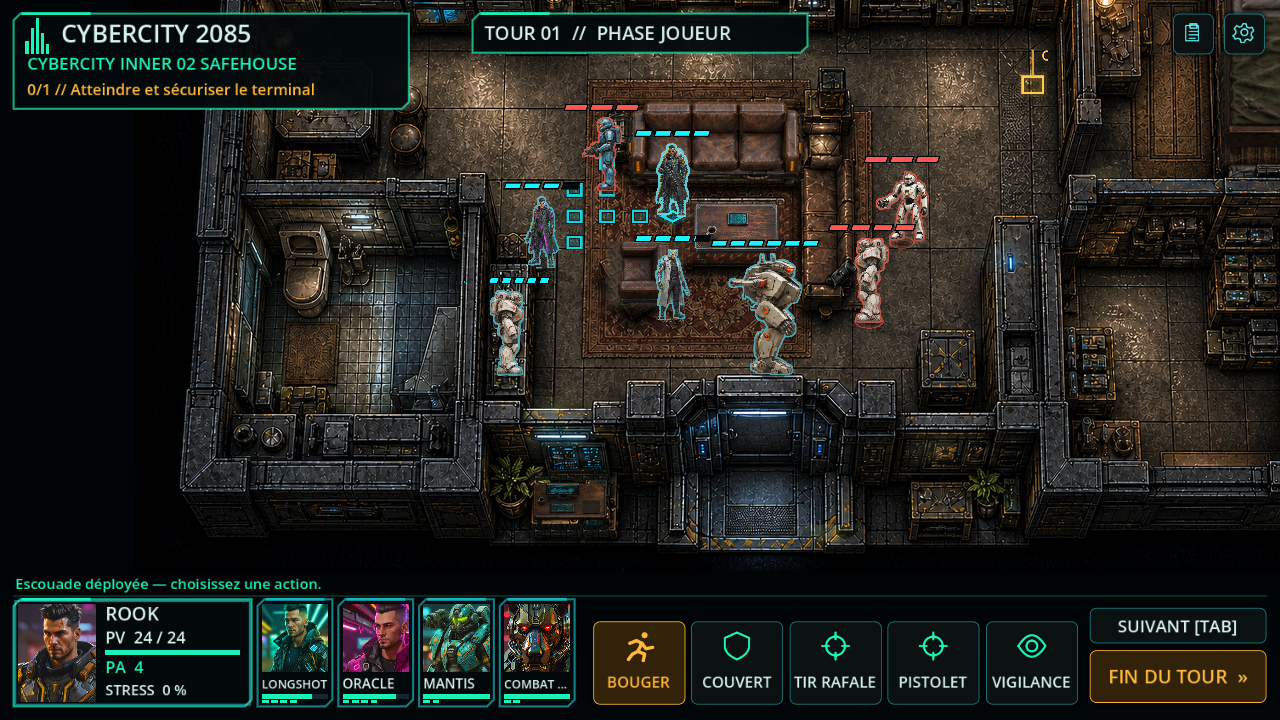 CYBERCITY 2085
CYBERCITY INNER 02 SAFEHOUSE
0/1 // Atteindre et sécuriser le terminal
TOUR 01 // PHASE JOUEUR
Escouade déployée — choisissez une action.
ROOK
PV 24 / 24
PA 4
STRESS 0 %
LONGSHOT
ORACLE
MANTIS
COMBAT ...
BOUGER
COUVERT
TIR RAFALE
PISTOLET
VIGILANCE
SUIVANT [TAB]
FIN DU TOUR »